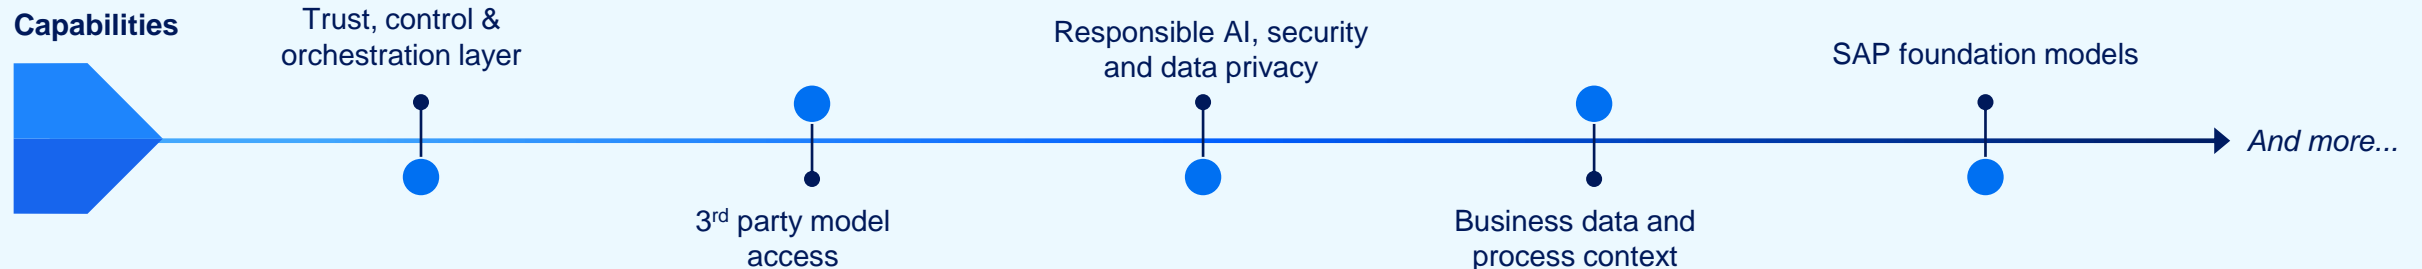 Capabilities
Trust, control &
orchestration layer
3rd party model
access
Responsible AI, security
and data privacy
Business data and
process context
SAP foundation models
And more...